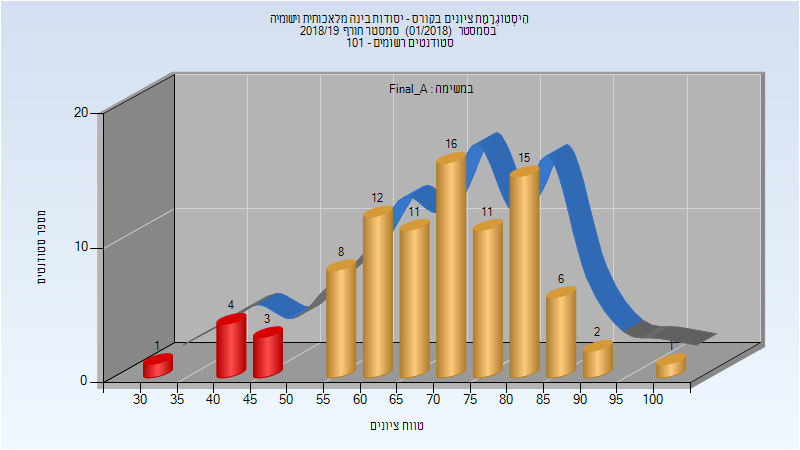 היסטוגרמת ציונים בקורס - יסודות בינה מלאכותית וישומיה
בסמסטר (01/2018) סמסטר חורף 2018/19
סטודנטים רשומים - 101
במשימה : Final_A
מספר סטודנטים
20
10
0
1
4
3
8
12
11
16
11
15
6
2
1
30 35 40 45 50 55 60 65 70 75 80 85 90 95 100
טווח ציונים